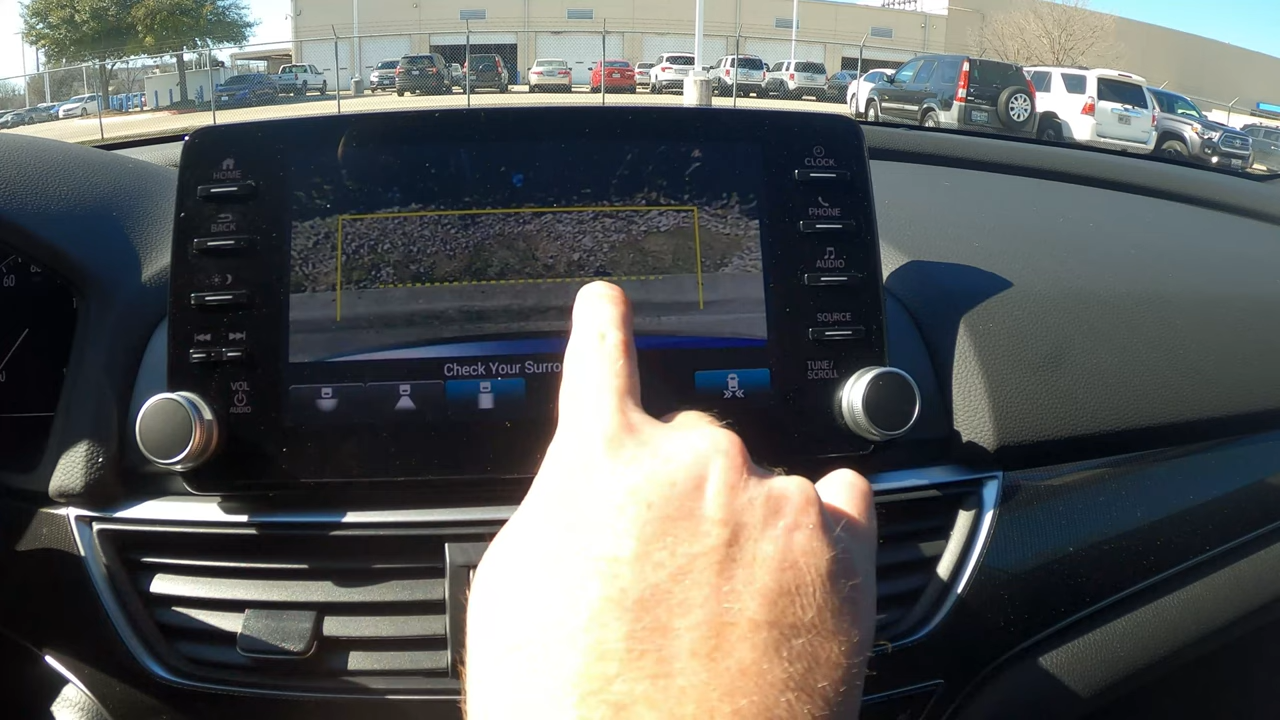 HOME
BACK
VOL
AUDIO
60
Check Your Surro
CLOCK
PHONE
AUDIO
SOURCE
TUNE/
SCROLL